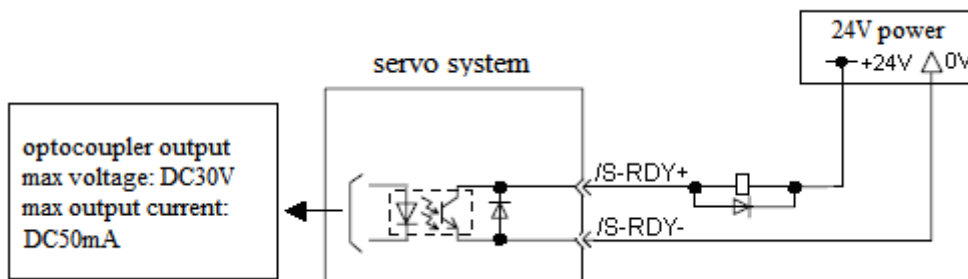 24V power
+24V
0V
servo system
optocoupler output
max voltage: DC30V
max output current:
DC50mA
/S-RDY+
/S-RDY-